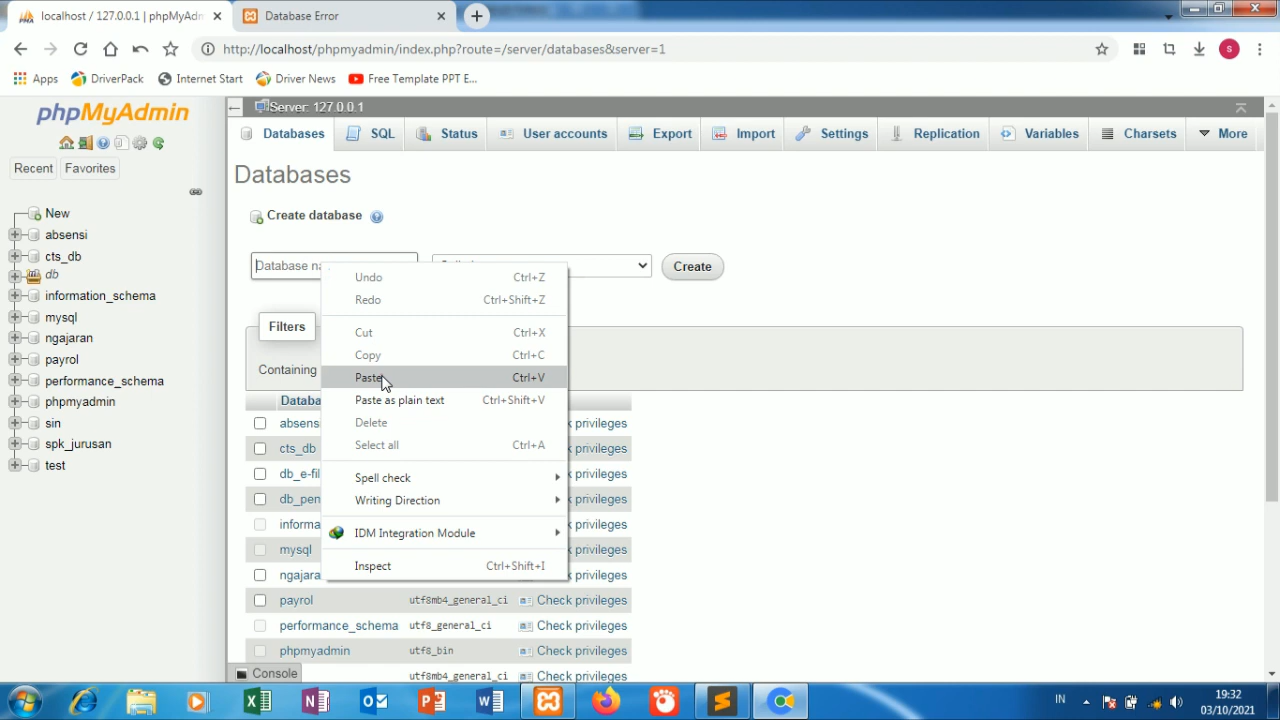 localhost / 127.0.0.1 | phpMyAdm
Database Error
http://localhost/phpmyadmin/index.php?route=/server/databases&server=1
S
Apps
DriverPack
Internet Start
Driver News
Free Template PPT E...
phpMyAdmin
Recent
Favorites
New
absensi
cts_db
db
information_schema
mysql
ngajaran
payrol
performance_schema
phpmyadmin
sin
spk_jurusan
test
Server: 127.0.0.1
Databases
SQL
Status
User accounts
Export
Import
Settings
Replication
Variables
Charsets
More
Databases
Create database
Database na
Create
Undo Ctrl+Z
Redo Ctrl+Shift+Z
Cut Ctrl+X
Copy Ctrl+C
Paste Ctrl+V
Paste as plain text Ctrl+Shift+V
Delete
Select all Ctrl+A
Spell check
Writing Direction
IDM Integration Module
Inspect Ctrl+Shift+I
Filters
Containing
Databa
absens k privileges
cts_db k privileges
db_e-fil k privileges
db_pen k privileges
informa k privileges
mysql k privileges
ngajara k privileges
payrol utf8mb4_general_ci Check privileges
performance_schema utf8_general_ci Check privileges
phpmyadmin utf8_bin Check privileges
utf8mb4_general_ci Check privileges
Console
IN
19:32
03/10/2021